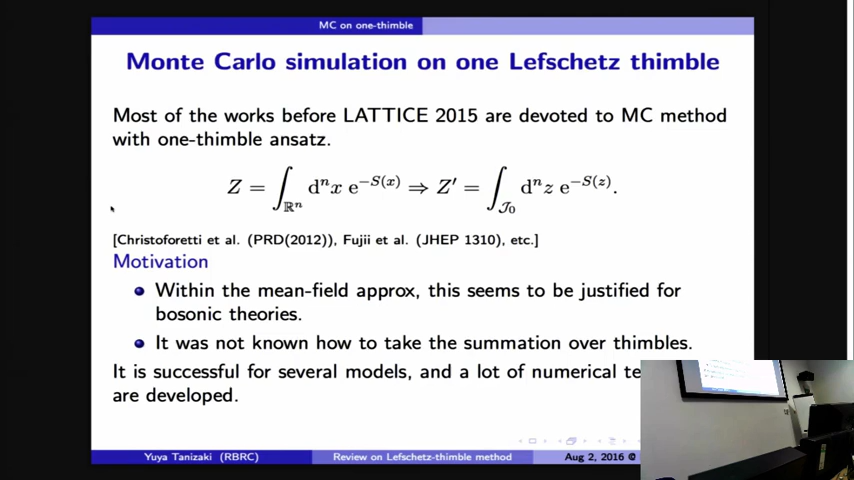 MC on one-thimble
Monte Carlo simulation on one Lefschetz thimble
Most of the works before LATTICE 2015 are devoted to MC method
with one-thimble ansatz.
Z = ∫_{ℝⁿ} dⁿx e^{−S(x)} ⇒ Z′ = ∫_{𝒥₀} dⁿz e^{−S(z)}.
[Christoforetti et al. (PRD(2012)), Fujii et al. (JHEP 1310), etc.]
Motivation
Within the mean-field approx, this seems to be justified for
bosonic theories.
It was not known how to take the summation over thimbles.
It is successful for several models, and a lot of numerical
are developed.
Yuya Tanizaki (RBRC) Review on Lefschetz-thimble method Aug 2, 2016 @